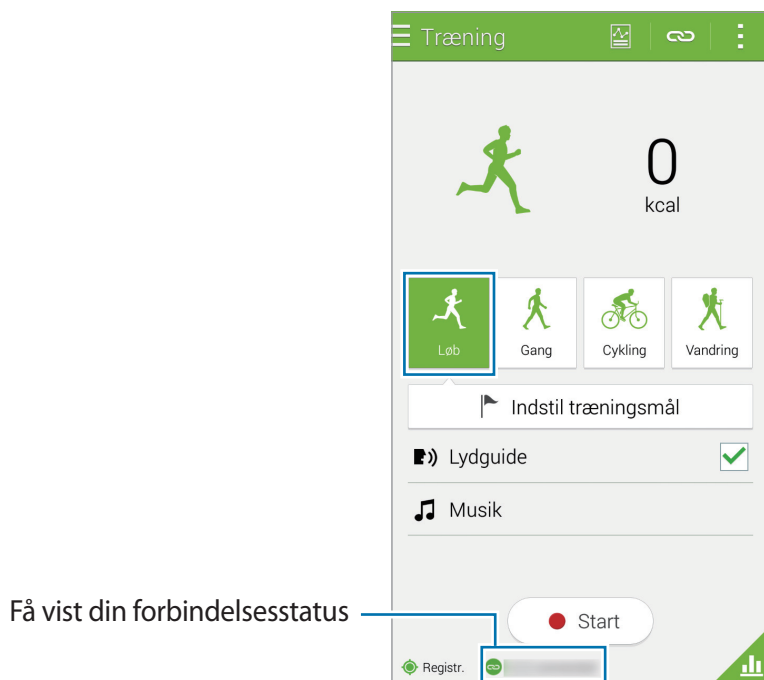 Træning
0
kcal
Løb
Gang
Cykling
Vandring
Indstil træningsmål
Lydguide
Musik
Få vist din forbindelsesstatus
Start
Registr.